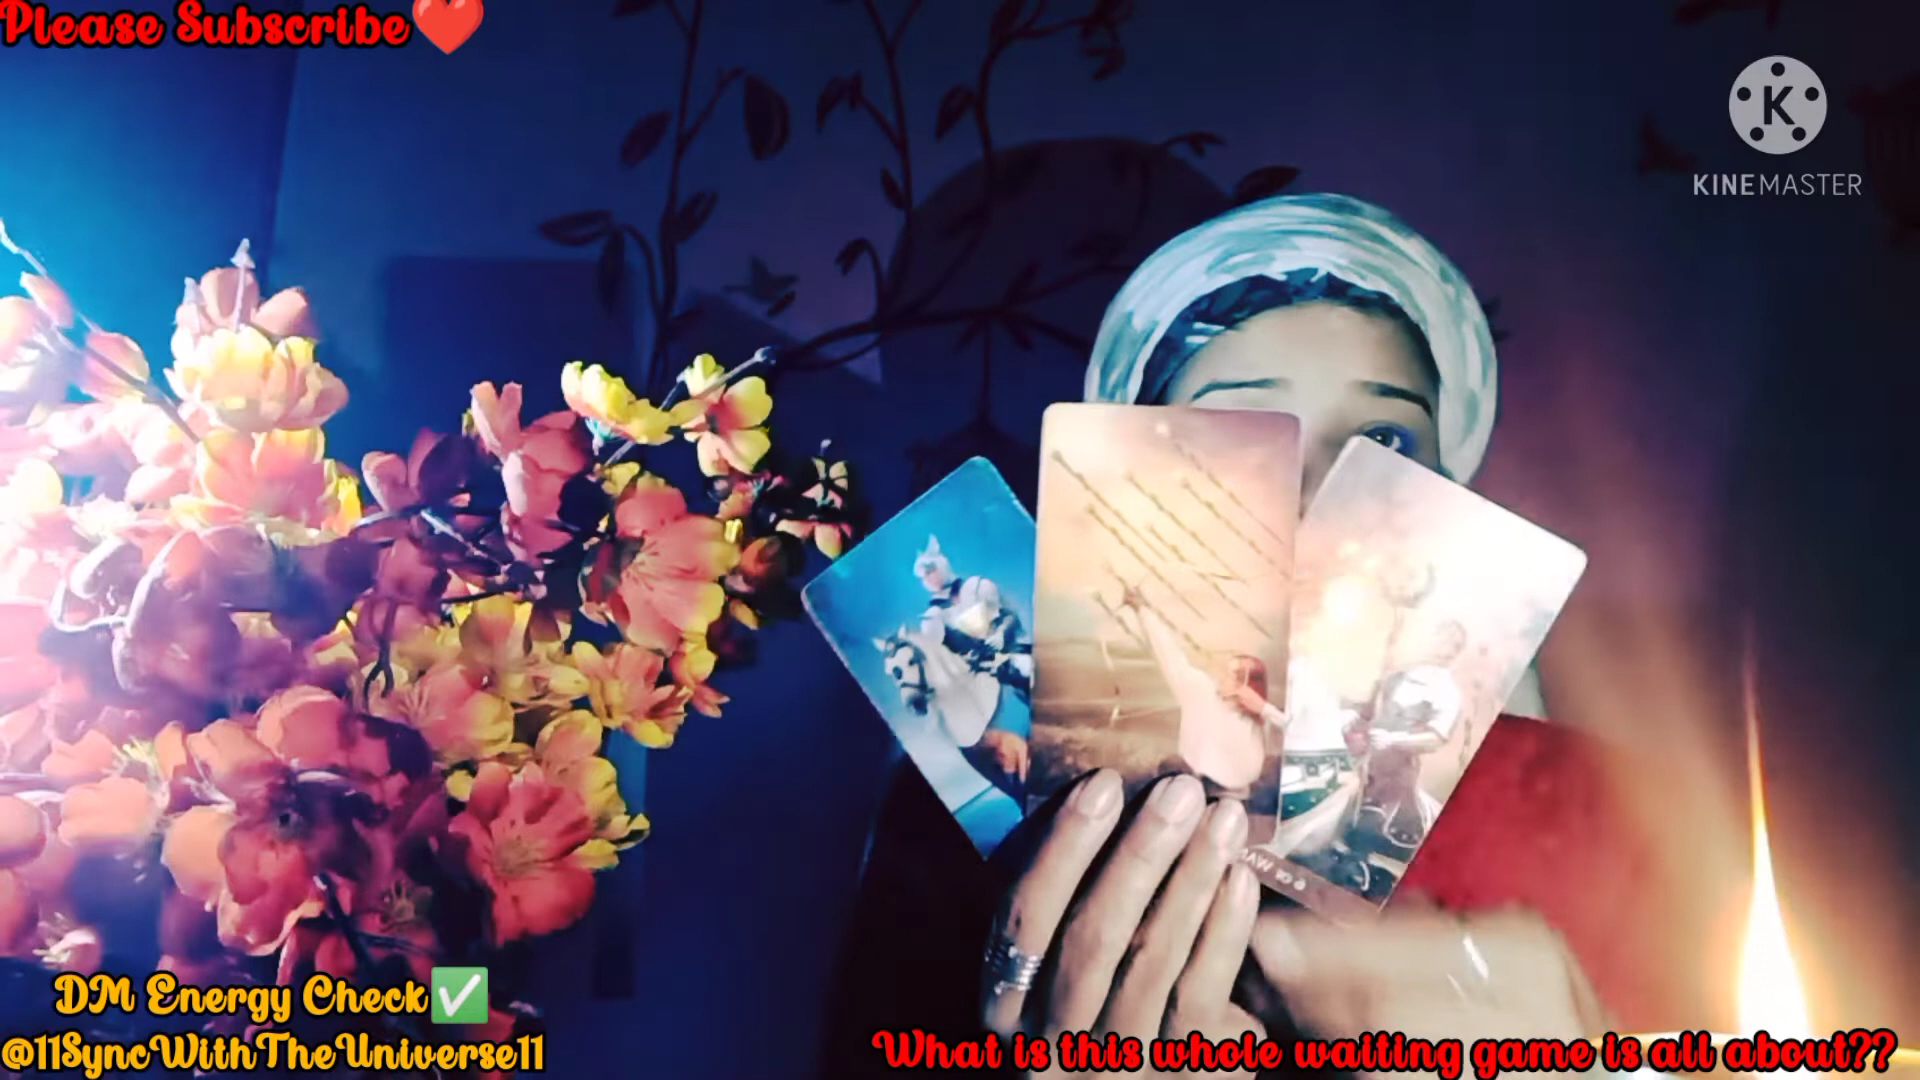 Please Subscribe❤️
KINEMASTER
DM Energy Check✅
@11SyncWithTheUniverse11
What is this whole waiting game is all about??